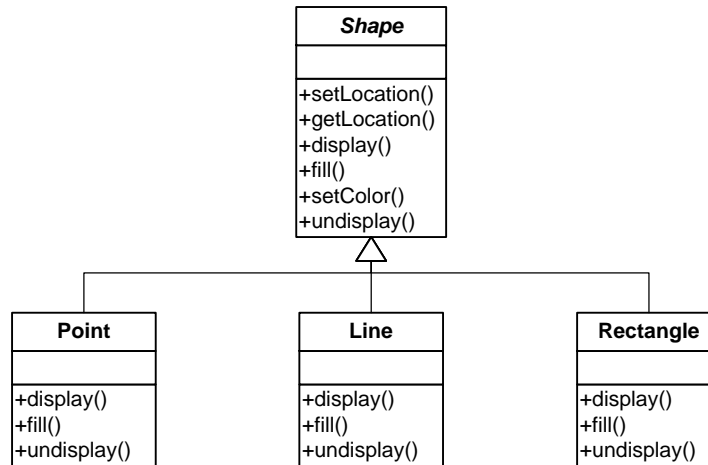 Shape
+setLocation()
+getLocation()
+display()
+fill()
+setColor()
+undisplay()
Point
+display()
+fill()
+undisplay()
Line
+display()
+fill()
+undisplay()
Rectangle
+display()
+fill()
+undisplay()